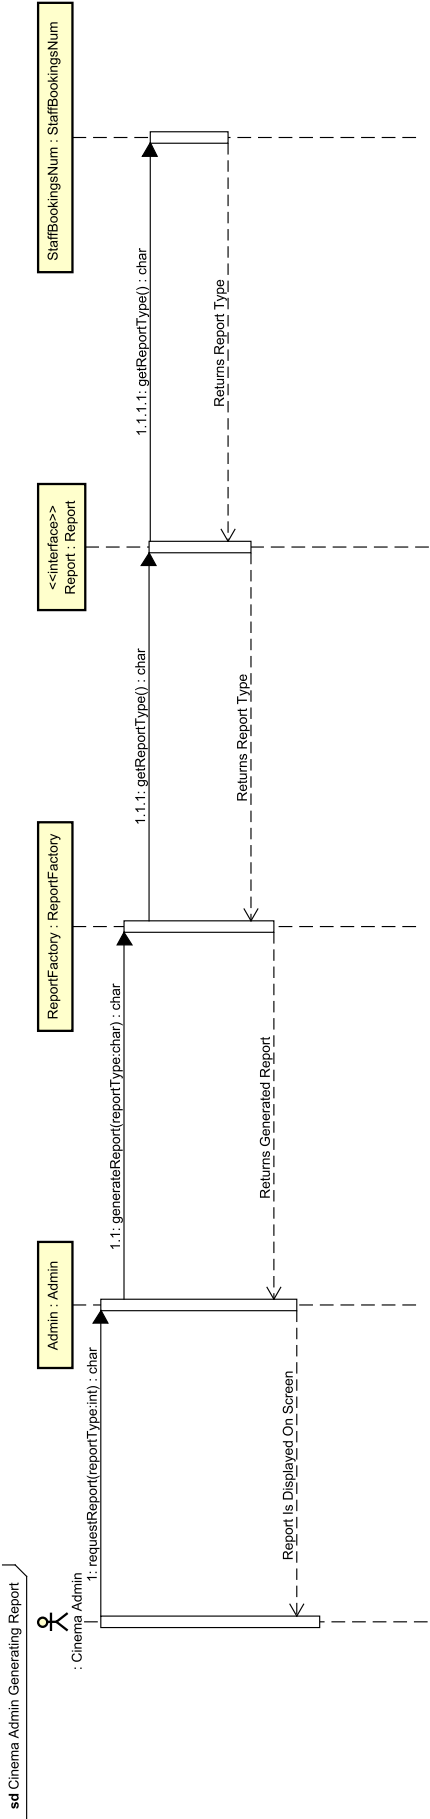 sd Cinema Admin Generating Report
: Cinema Admin
Admin : Admin
ReportFactory : ReportFactory
<<interface>>
Report : Report
StaffBookingsNum : StaffBookingsNum
1: requestReport(reportType:int) : char
1.1: generateReport(reportType:char) : char
1.1.1: getReportType() : char
1.1.1.1: getReportType() : char
Returns Report Type
Returns Report Type
Returns Generated Report
Report Is Displayed On Screen